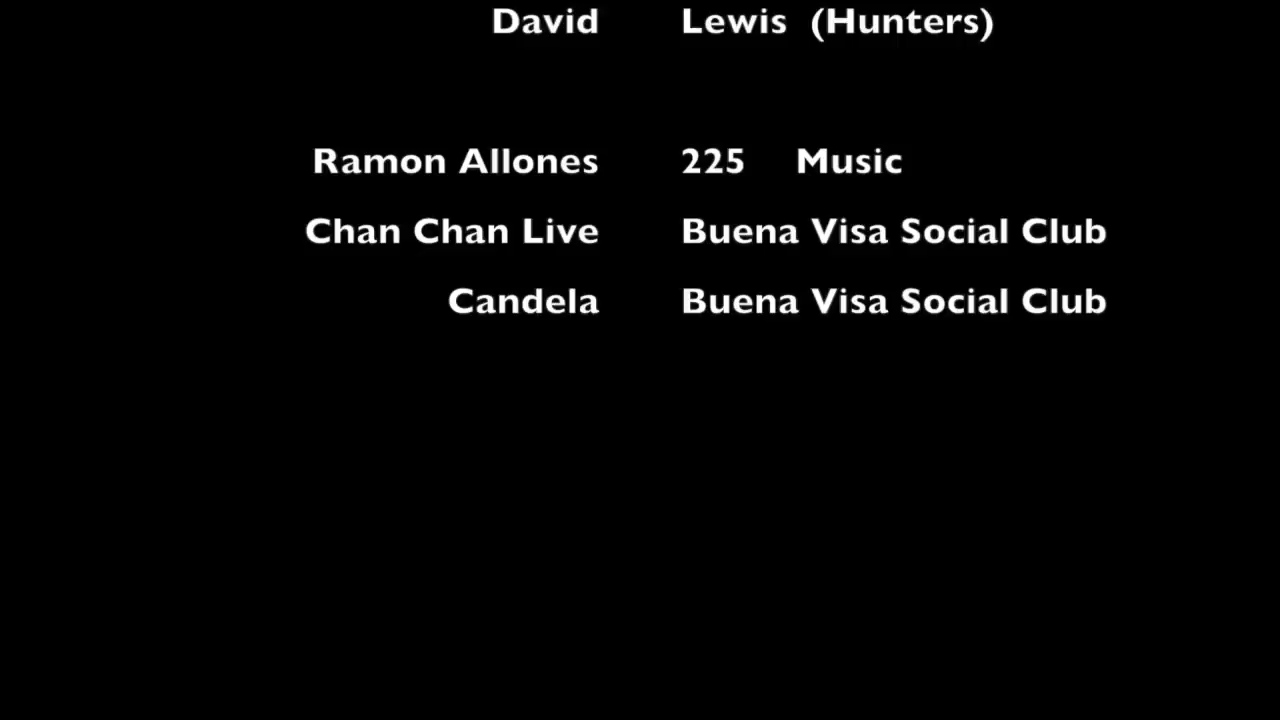 David Lewis (Hunters)
Ramon Allones 225 Music
Chan Chan Live Buena Visa Social Club
Candela Buena Visa Social Club